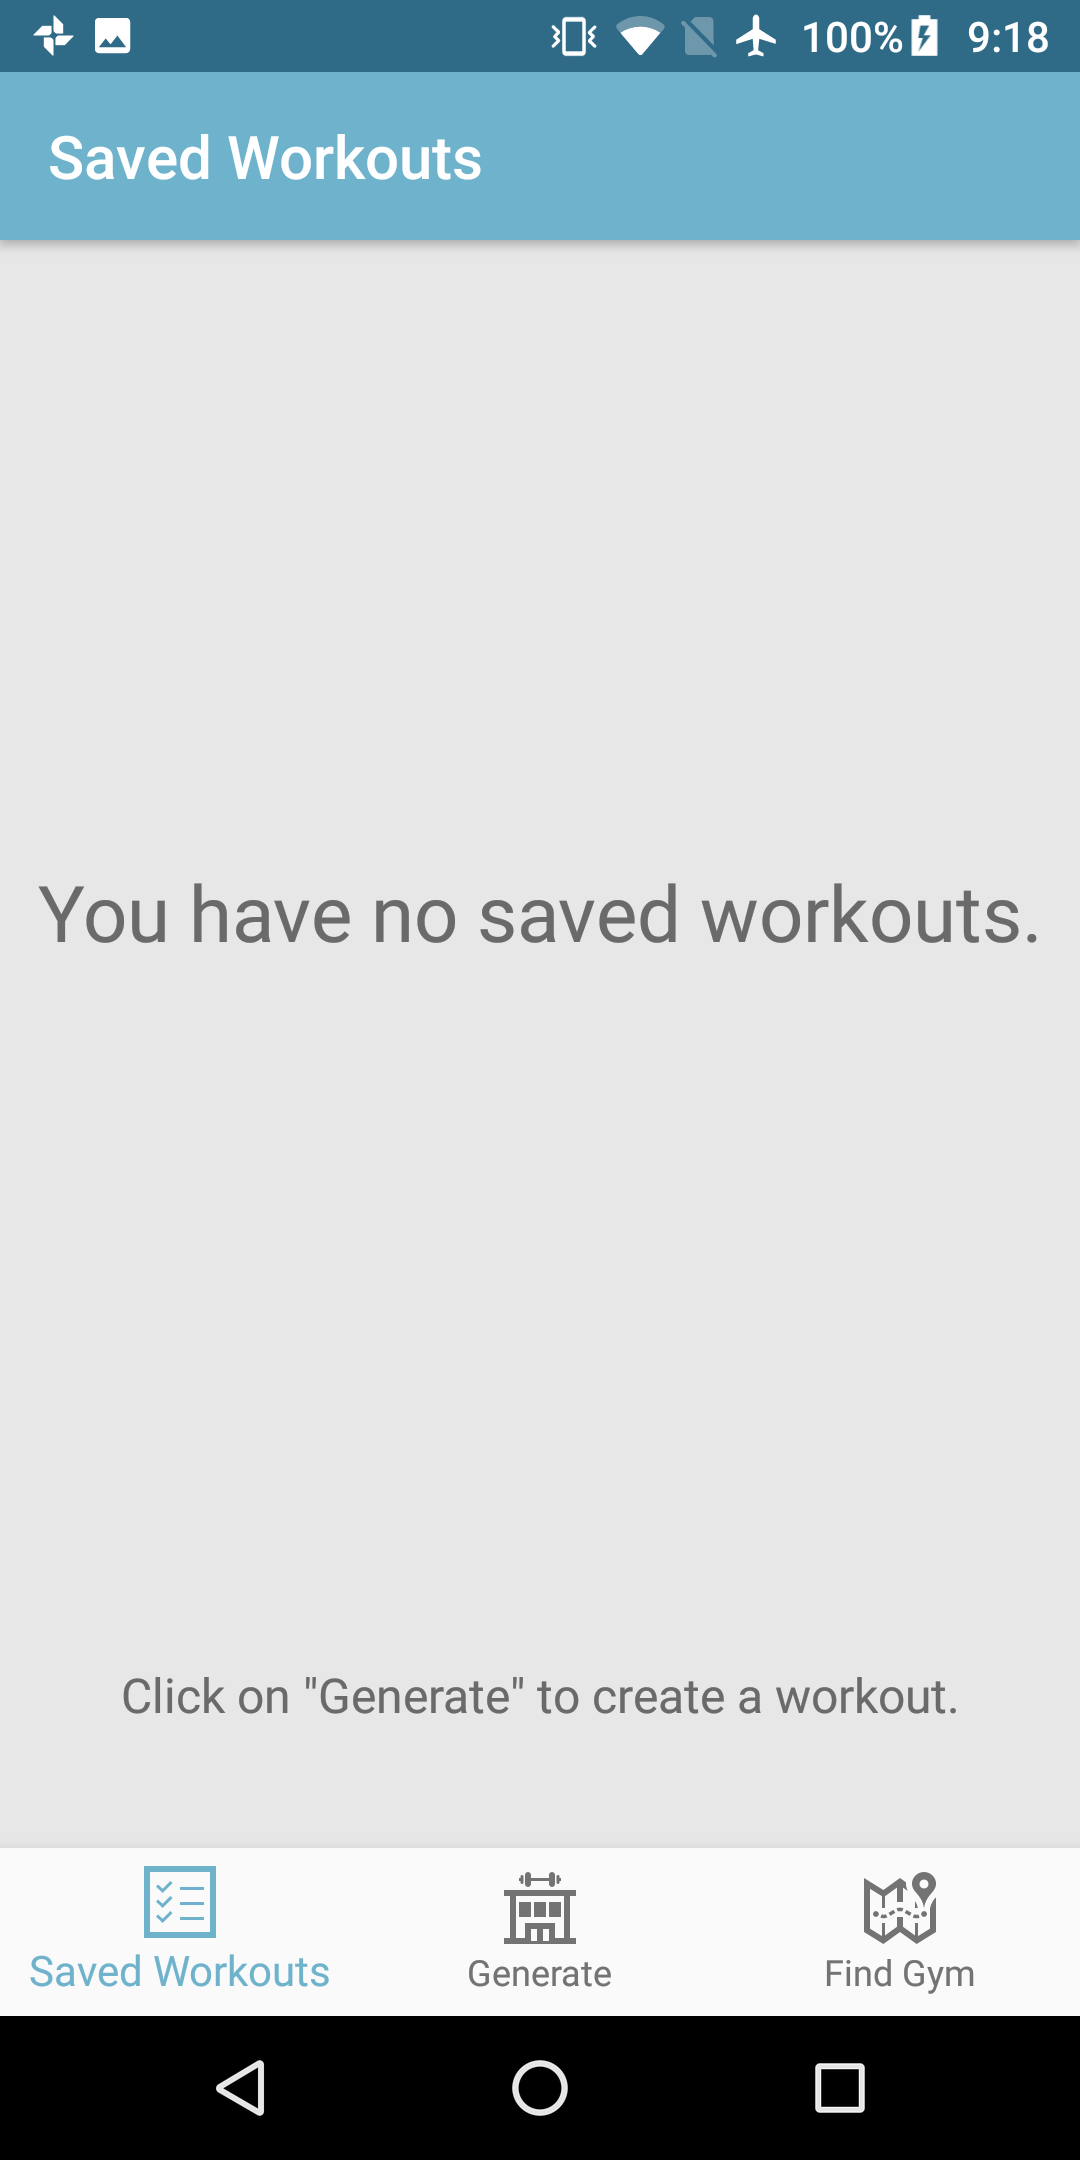 100% 9:18
Saved Workouts
You have no saved workouts.
Click on "Generate" to create a workout.
Saved Workouts Generate Find Gym